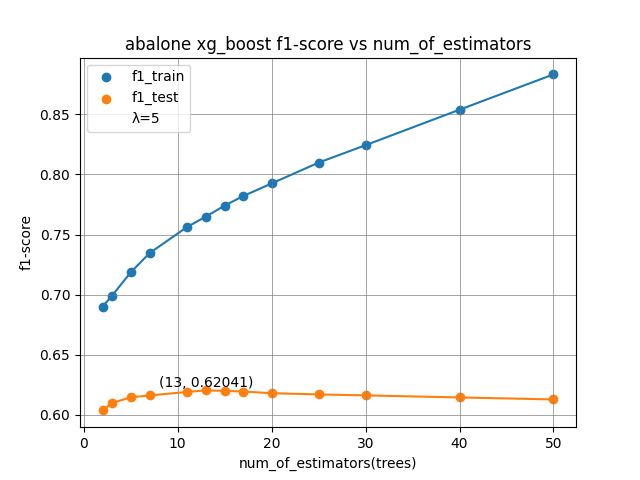 abalone xg_boost f1-score vs num_of_estimators
f1_train
f1_test
λ=5
0.85
0.80
0.75
0.70
0.65
0.60
f1-score
(13, 0.62041)
0 10 20 30 40 50
num_of_estimators(trees)